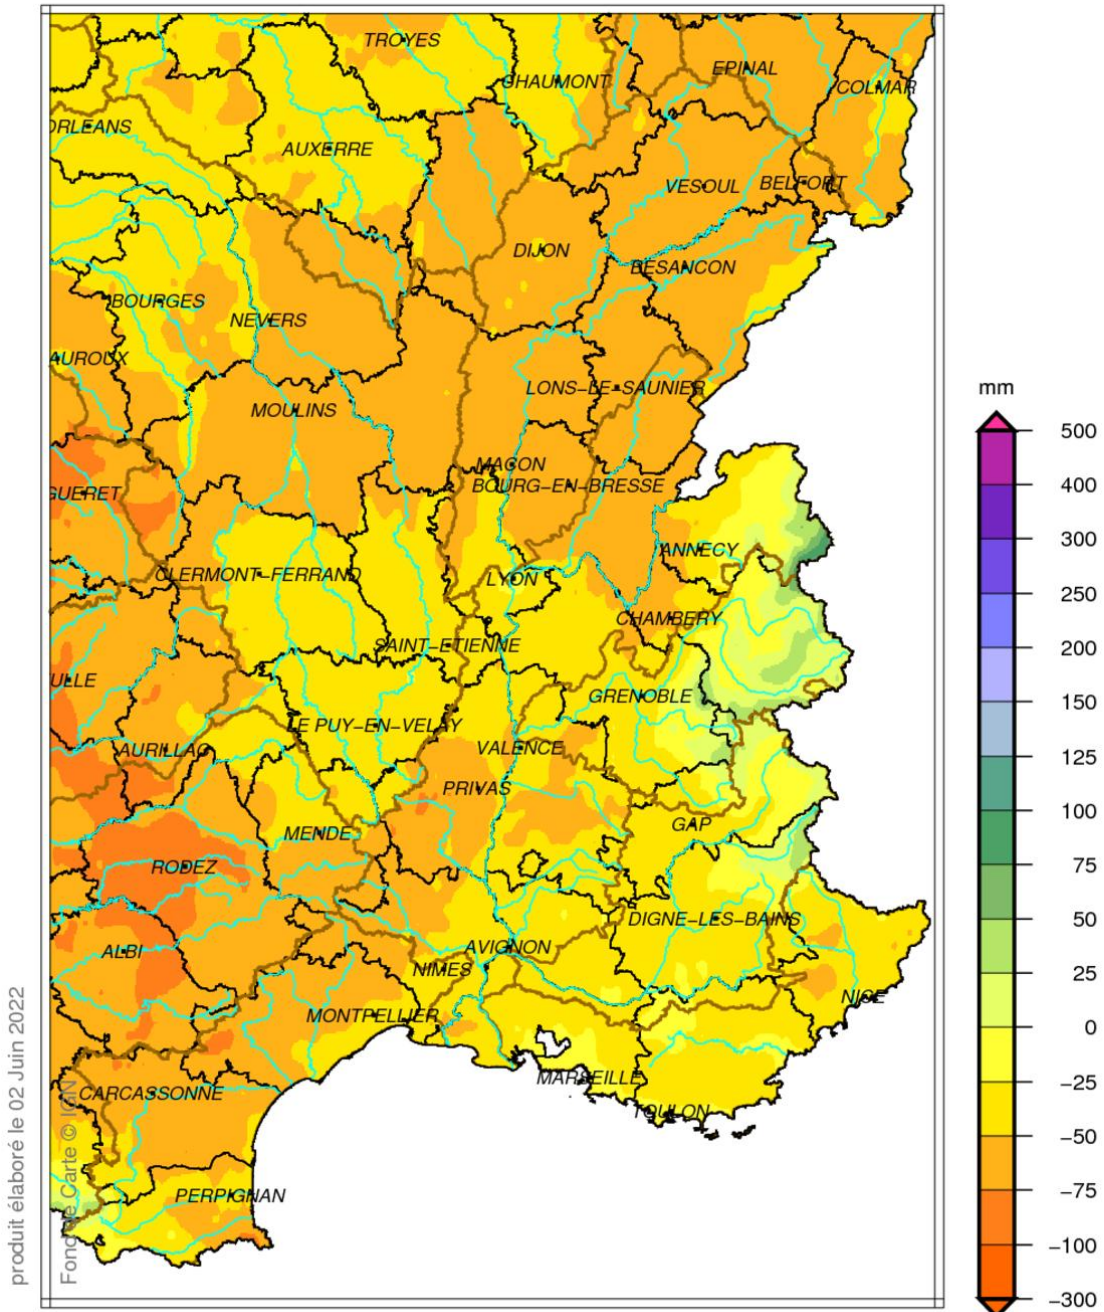 TROYES
CHAUMONT
EPINAL
COLMAR
ORLEANS
AUXERRE
VESOUL
BELFORT
DIJON
BESANCON
BOURGES
NEVERS
AUROUX
LONS-LE-SAUNIER
MOULINS
MACON
BOURG-EN-BRESSE
GUERET
ANNECY
CLERMONT-FERRAND
LYON
CHAMBERY
SAINT-ETIENNE
ULLE
GRENOBLE
LE PUY-EN-VELAY
AURILLAC
VALENCE
PRIVAS
GAP
MENDE
RODEZ
DIGNE-LES-BAINS
ALBI
AVIGNON
NIMES
NICE
MONTPELLIER
MARSEILLE
CARCASSONNE
TOULON
PERPIGNAN
mm
500
400
300
250
200
150
125
100
75
50
25
0
-25
-50
-75
-100
-300
produit élaboré le 02 Juin 2022
Fond de Carte © IGN